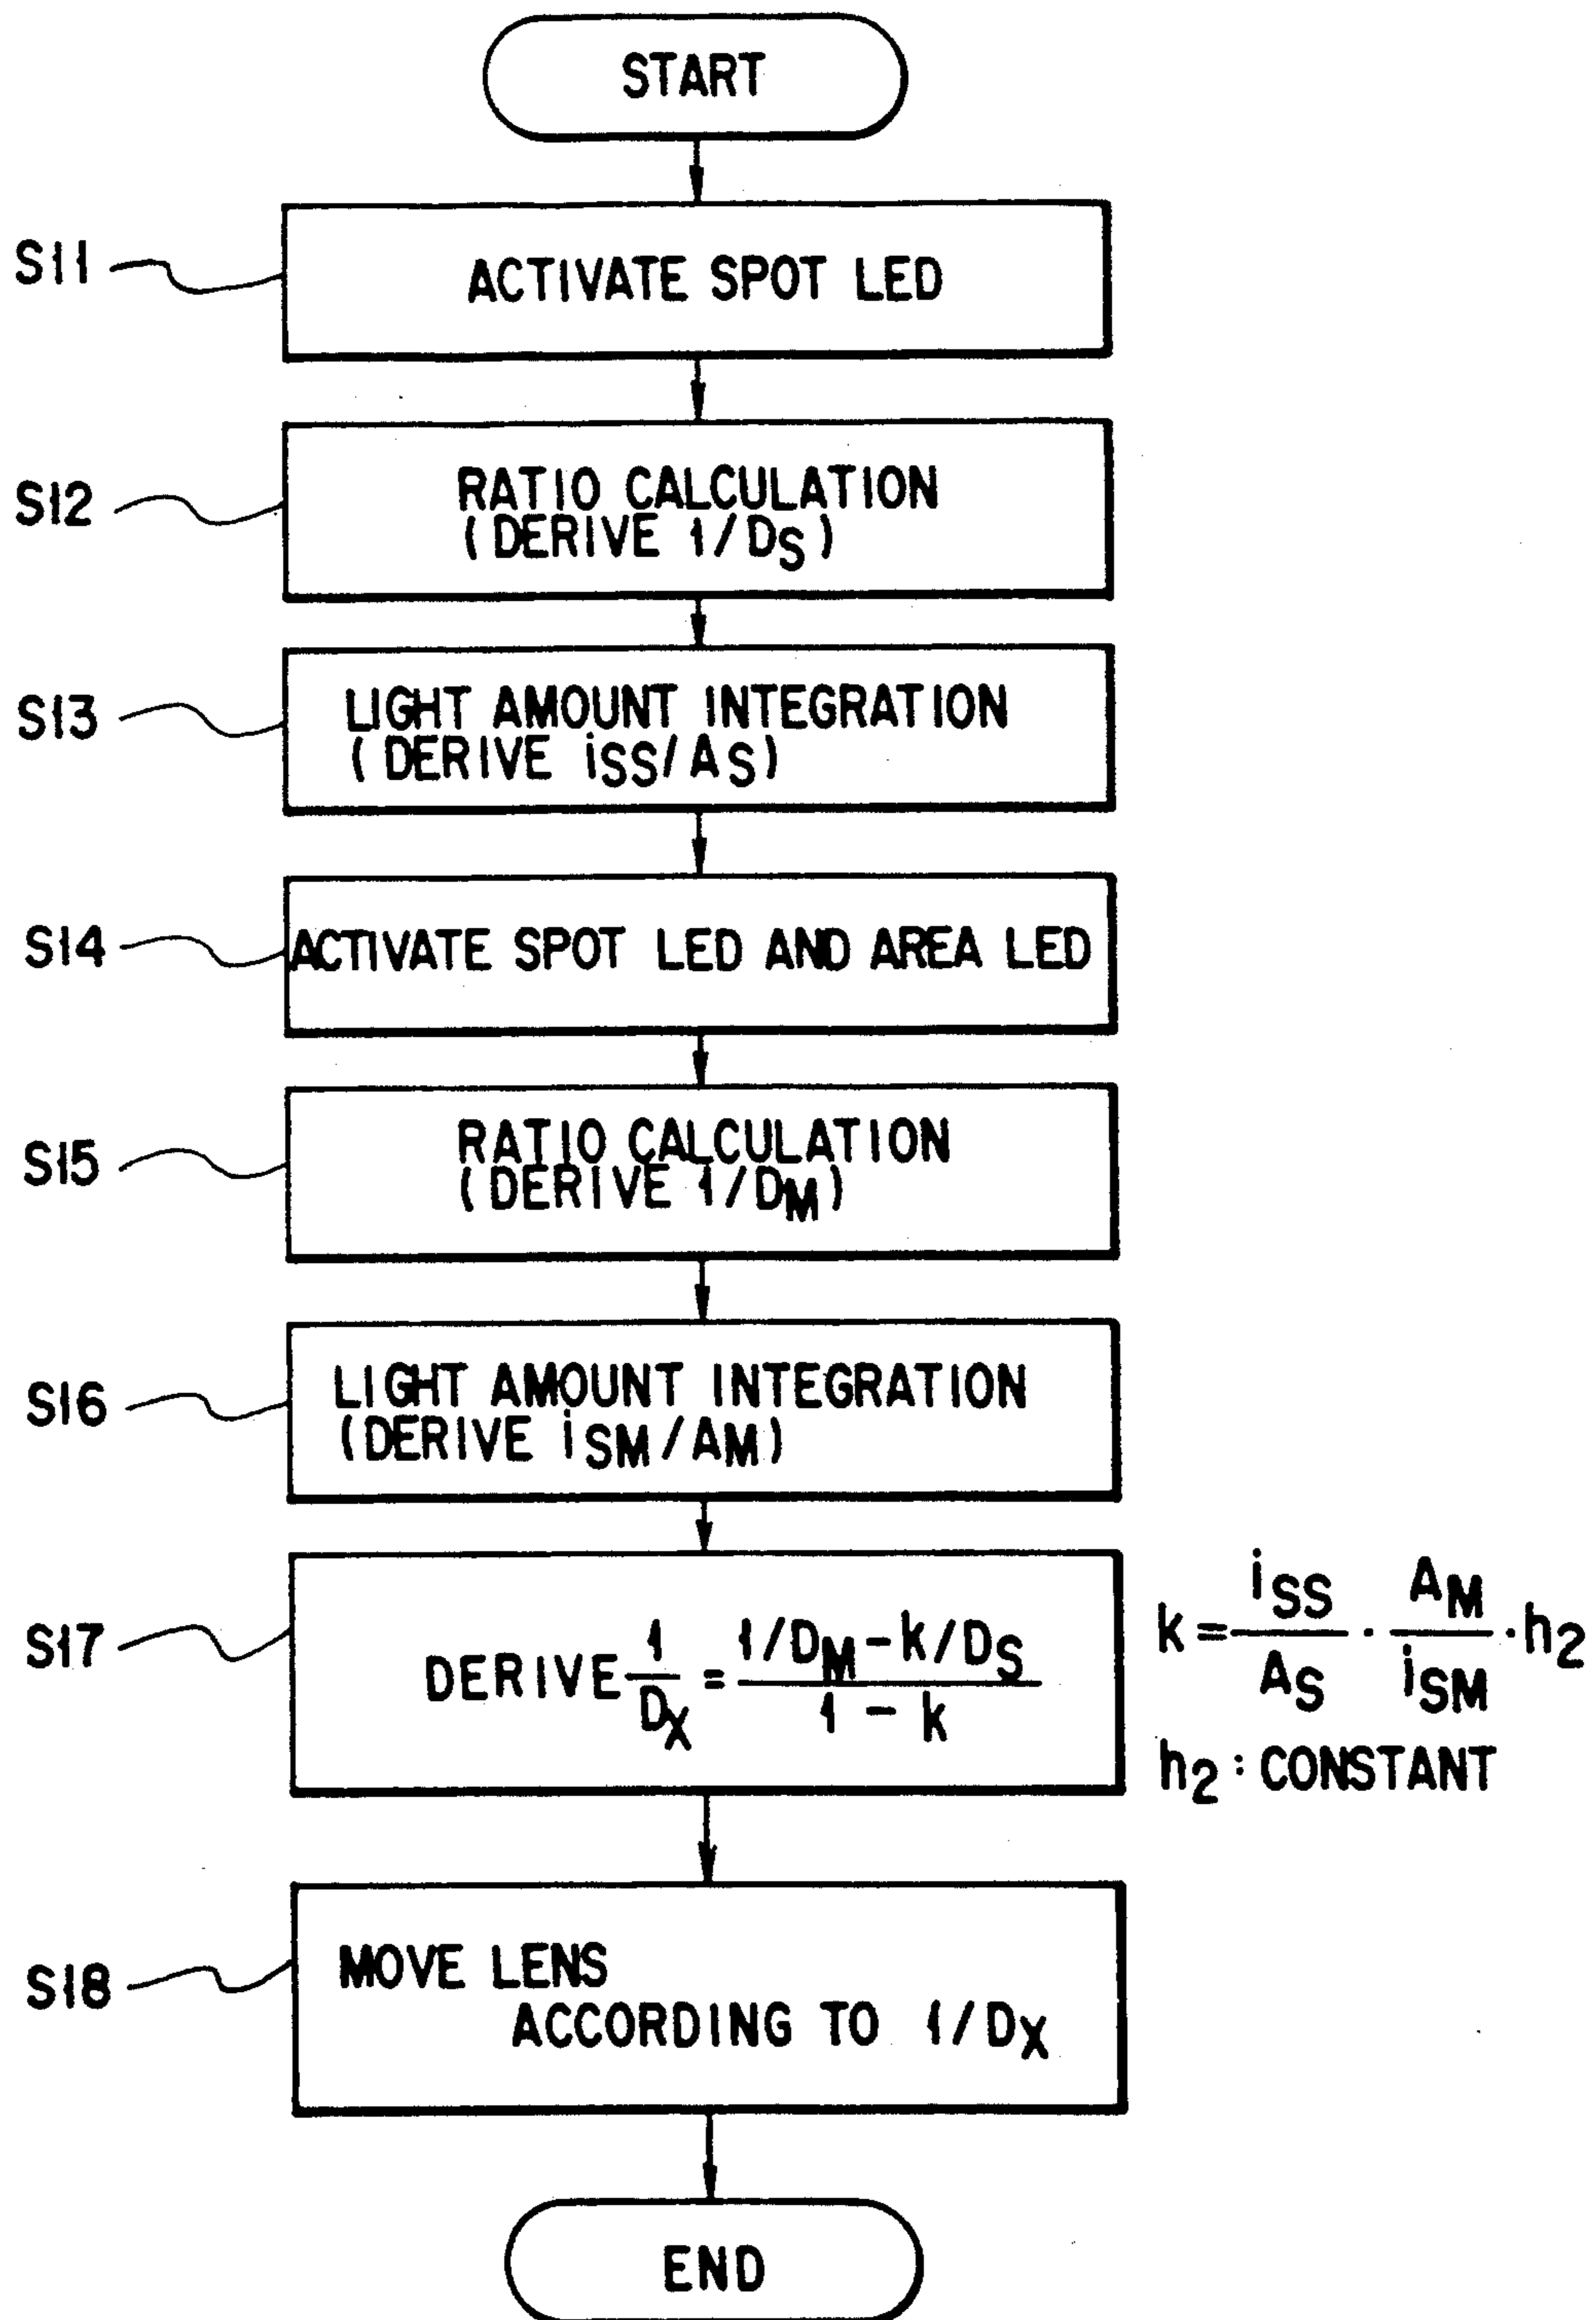 START
S11
ACTIVATE SPOT LED
S12
RATIO CALCULATION
(DERIVE 1/DS)
S13
LIGHT AMOUNT INTEGRATION
(DERIVE iSS/AS)
S14
ACTIVATE SPOT LED AND AREA LED
S15
RATIO CALCULATION
(DERIVE 1/DM)
S16
LIGHT AMOUNT INTEGRATION
(DERIVE iSM/AM)
S17
DERIVE 1/DX = (1/DM - k/DS)/(1 - k)
k = iSS/AS · AM/iSM · h2
h2 : CONSTANT
S18
MOVE LENS
ACCORDING TO 1/DX
END